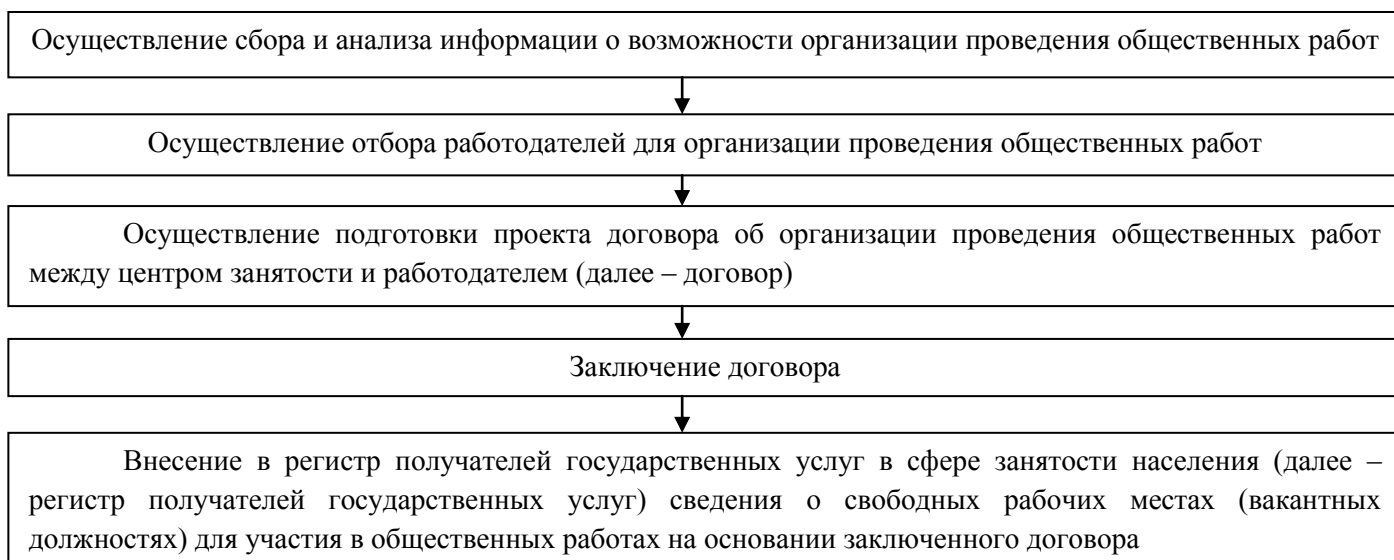 Осуществление сбора и анализа информации о возможности организации проведения общественных работ
Осуществление отбора работодателей для организации проведения общественных работ
Осуществление подготовки проекта договора об организации проведения общественных работ
между центром занятости и работодателем (далее – договор)
Заключение договора
Внесение в регистр получателей государственных услуг в сфере занятости населения (далее –
регистр получателей государственных услуг) сведения о свободных рабочих местах (вакантных
должностях) для участия в общественных работах на основании заключенного договора